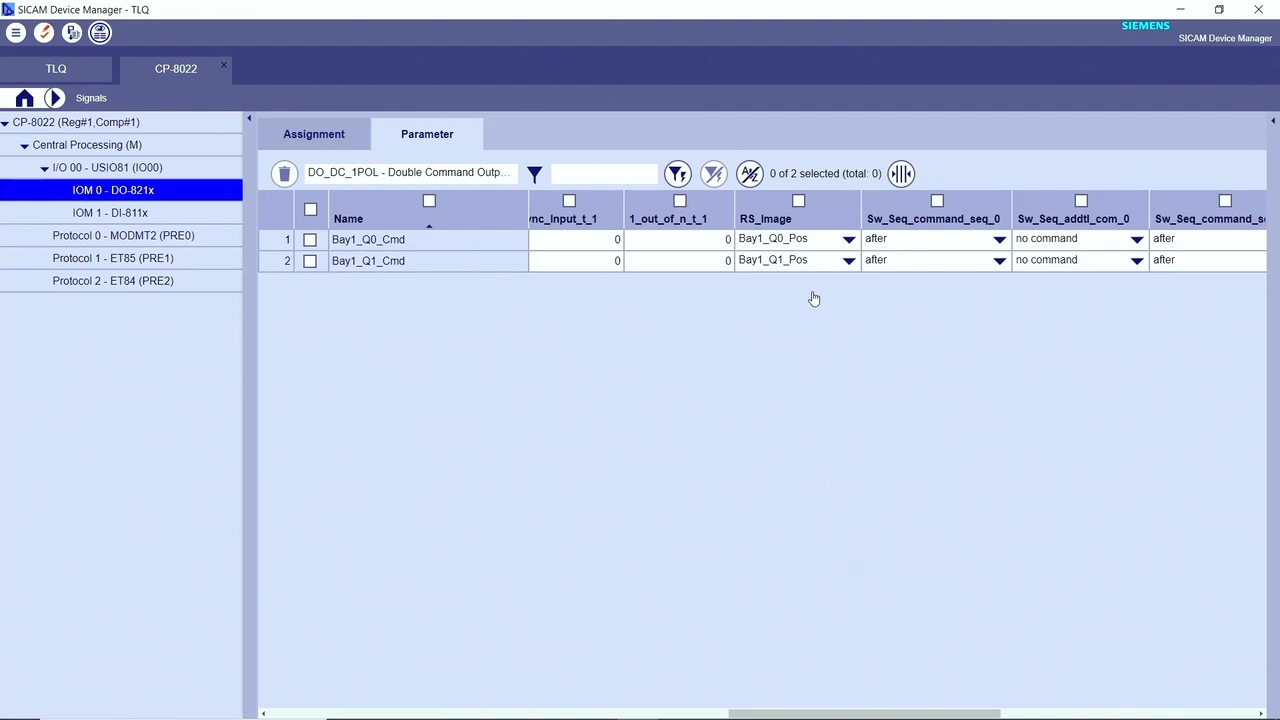 SICAM Device Manager - TLQ
SIEMENS
SICAM Device Manager
TLQ
CP-8022
Signals
CP-8022 (Reg#1,Comp#1)
Central Processing (M)
I/O 00 - USIO81 (IO00)
IOM 0 - DO-821x
IOM 1 - DI-811x
Protocol 0 - MODMT2 (PRE0)
Protocol 1 - ET85 (PRE1)
Protocol 2 - ET84 (PRE2)
Assignment Parameter
DO_DC_1POL - Double Command Outp... 0 of 2 selected (total: 0)
Name ync_Input_t_1 1_out_of_n_t_1 RS_Image Sw_Seq_command_seq_0 Sw_Seq_addtl_com_0 Sw_Seq_command_s
1 Bay1_Q0_Cmd 0 0 Bay1_Q0_Pos after no command after
2 Bay1_Q1_Cmd 0 0 Bay1_Q1_Pos after no command after